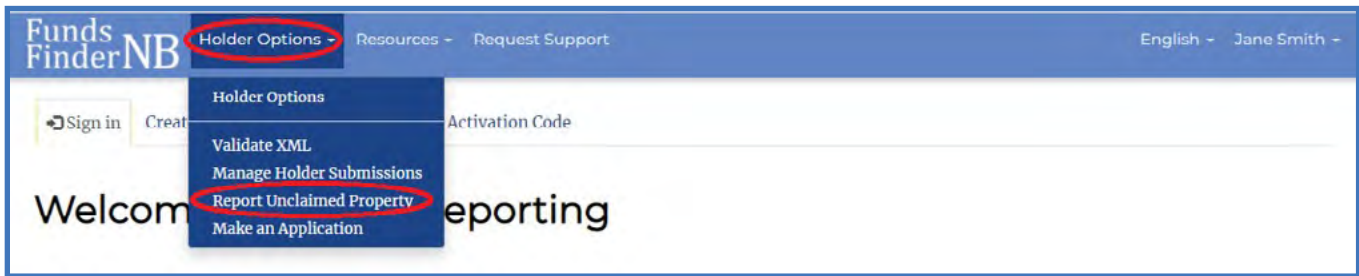 Funds
FinderNB Holder Options Resources Request Support English Jane Smith
Holder Options
Sign in Creat Activation Code
Validate XML
Manage Holder Submissions
Report Unclaimed Property
Welcom eporting
Make an Application